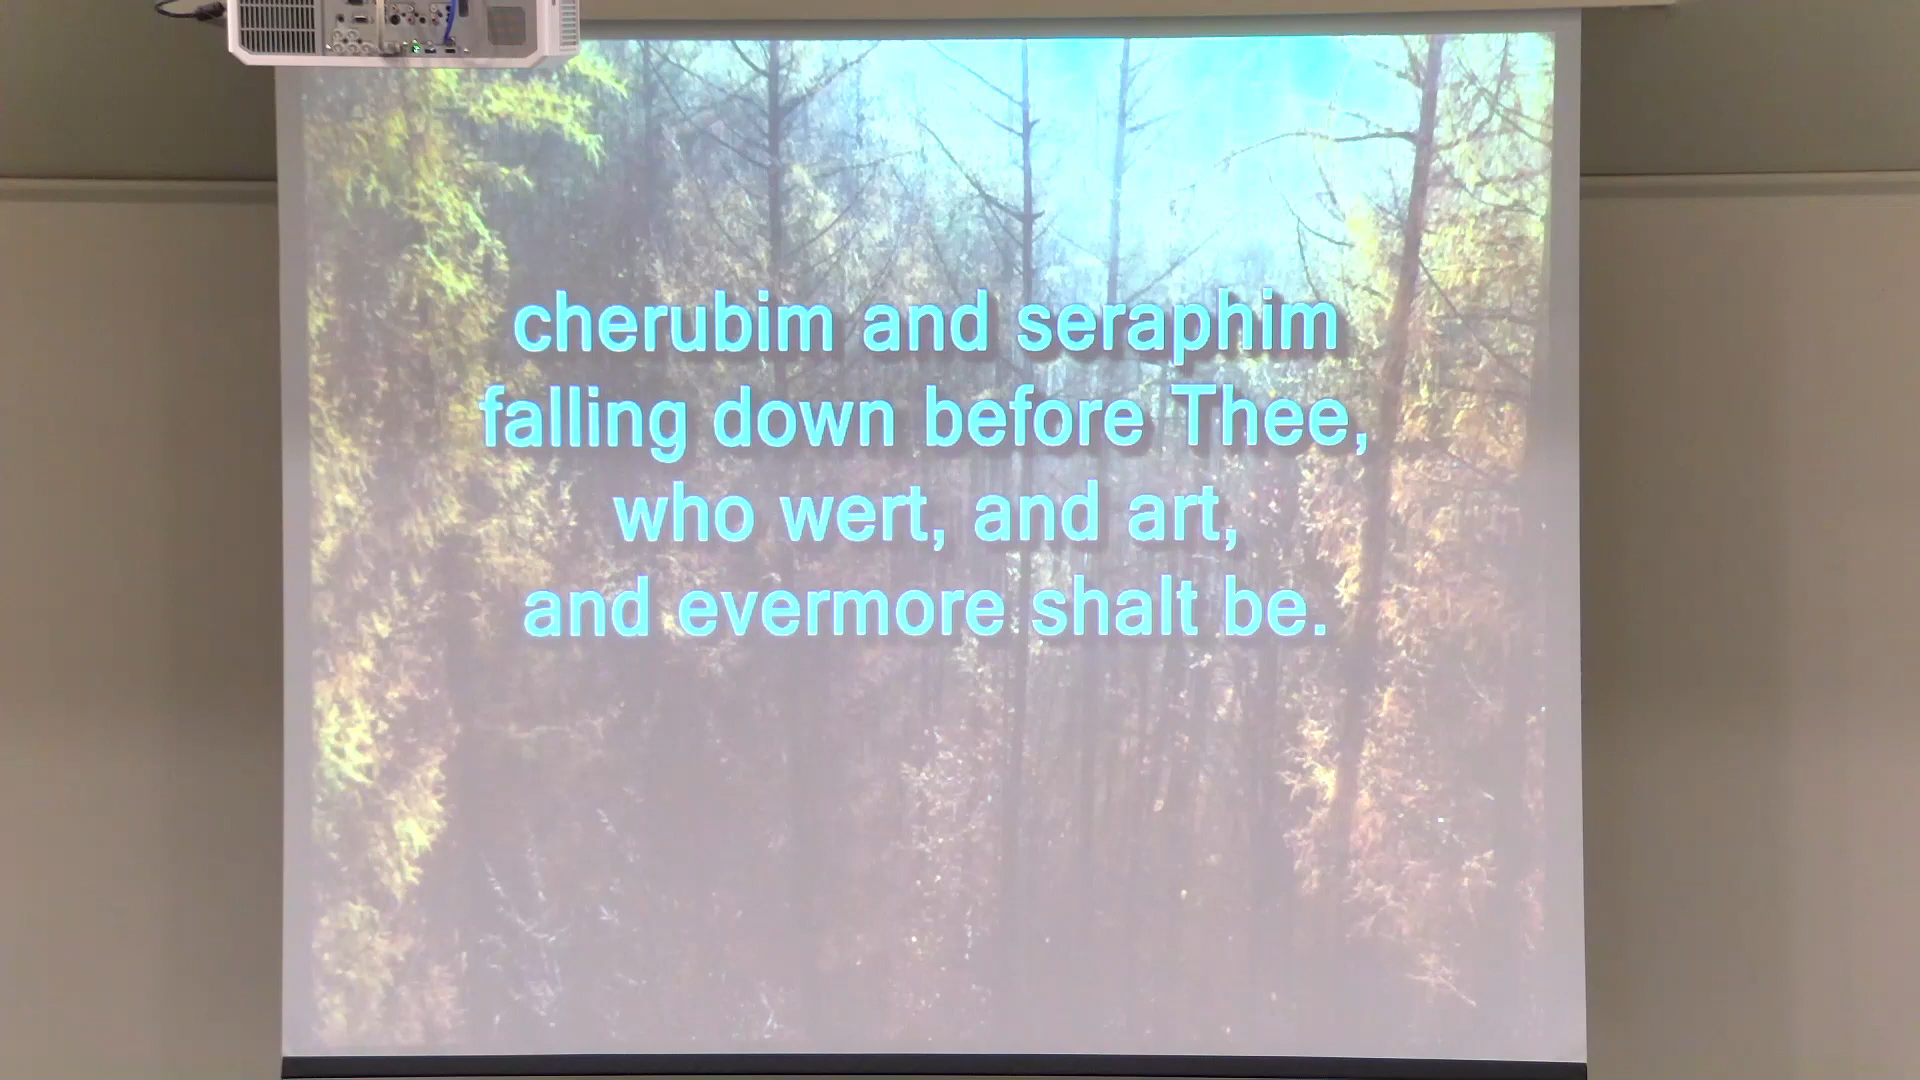 cherubim and seraphim
falling down before Thee,
who wert, and art,
and evermore shalt be.